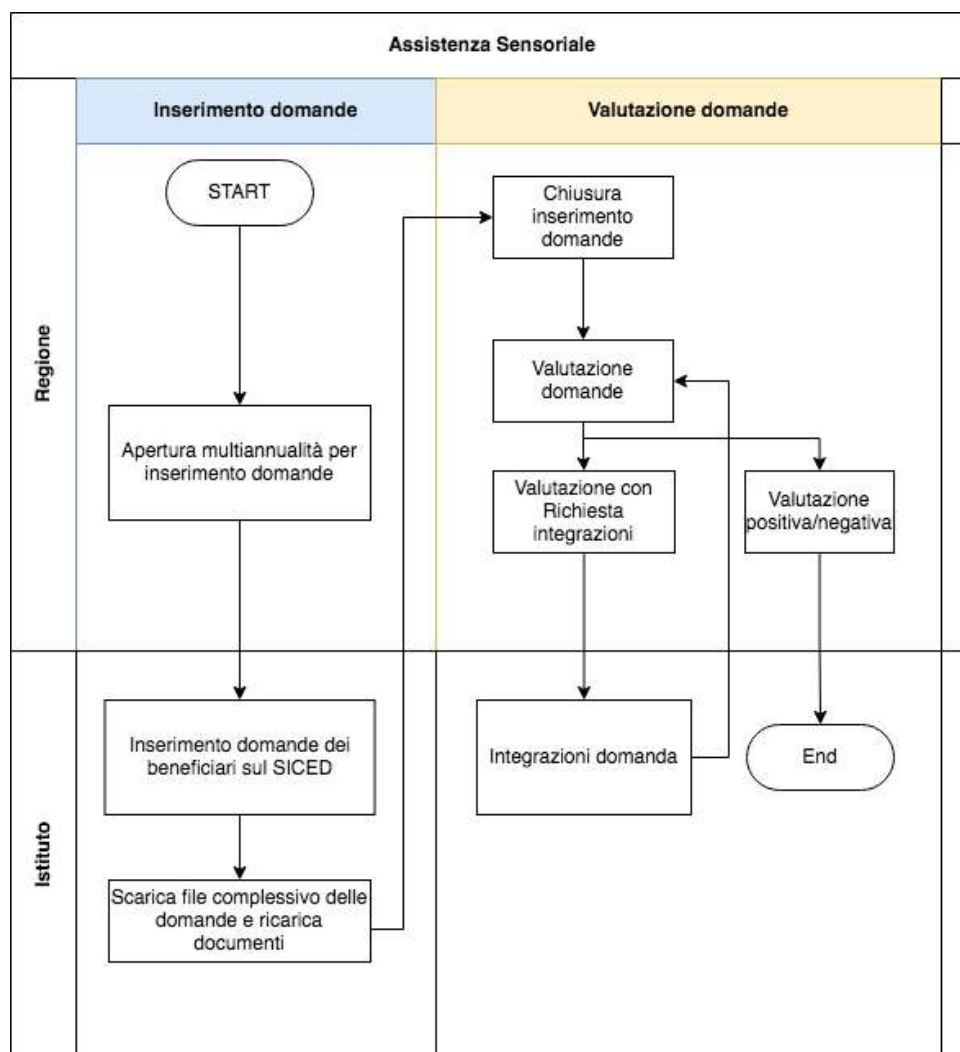 Assistenza Sensoriale
Inserimento domande
Valutazione domande
Regione
START
Apertura multiannualità per
inserimento domande
Chiusura
inserimento
domande
Valutazione
domande
Valutazione con
Richiesta
integrazioni
Valutazione
positiva/negativa
Istituto
Inserimento domande dei
beneficiari sul SICED
Scarica file complessivo delle
domande e ricarica
documenti
Integrazioni domanda
End